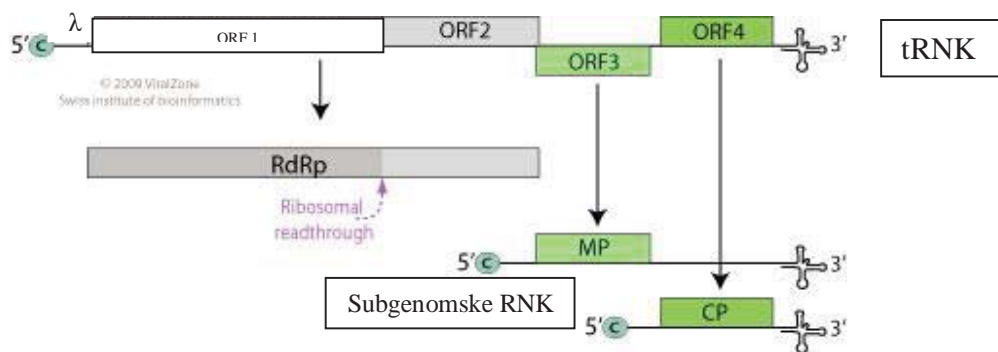 λ
5' C ORF 1 ORF2 ORF3 ORF4 3'
tRNK
© 2009 ViralZone
Swiss institute of bioinformatics
RdRp
Ribosomal
readthrough
5' C MP 3'
Subgenomske RNK
5' C CP 3'